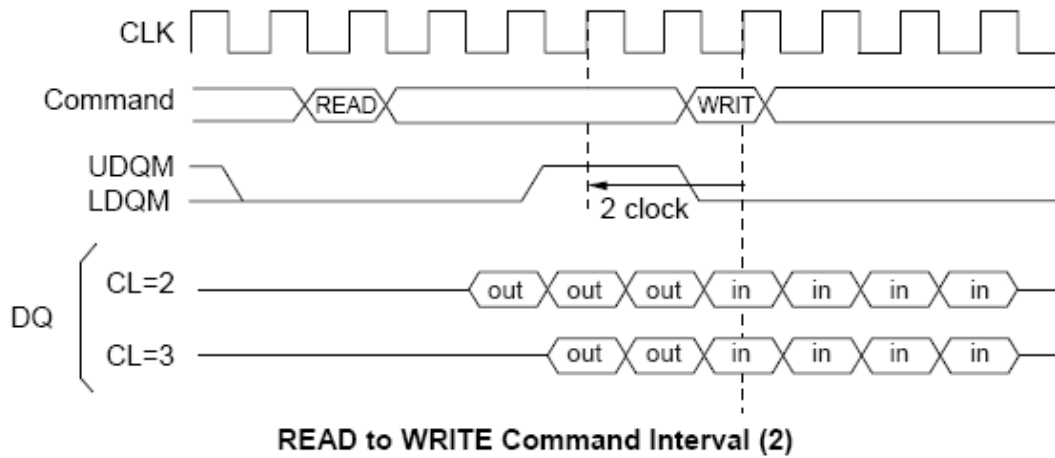 CLK
Command READ WRIT
UDQM
LDQM
2 clock
CL=2 out out out in in in in
DQ
CL=3 out out in in in in
READ to WRITE Command Interval (2)